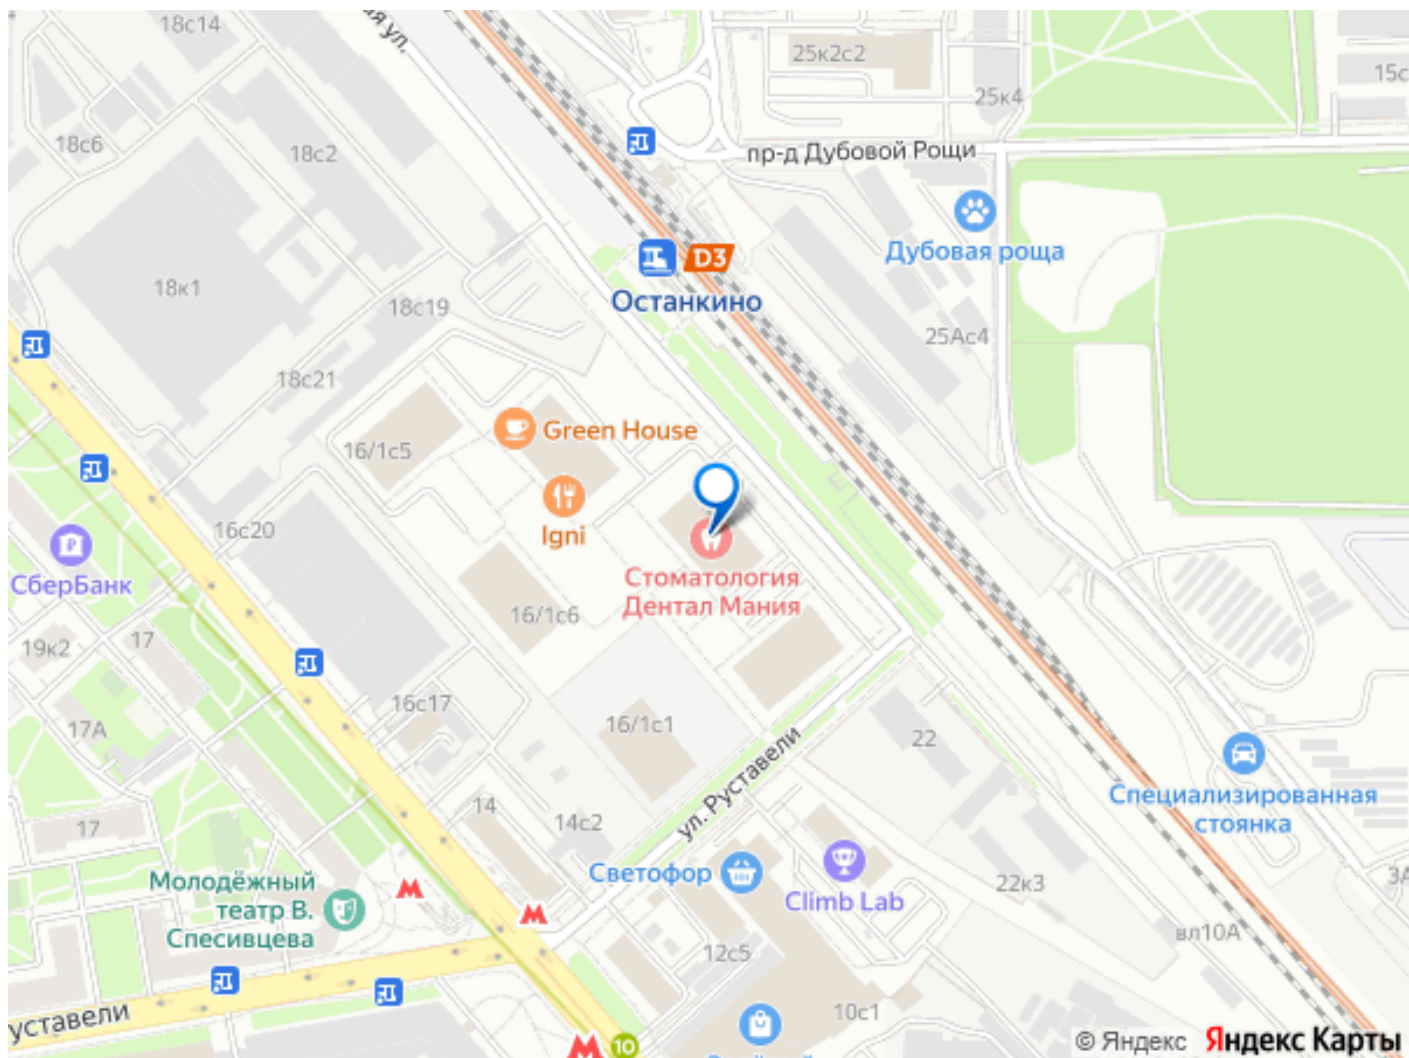 18с14
ая ул.
25к2с2
15с
25к4
18с6
18с2
пр-д Дубовой Рощи
Дубовая роща
D3
Останкино
18к1
18с19
25Ас4
18с21
Green House
16/1с5
Igni
16с20
СберБанк
Стоматология
Дентал Мания
16/1с6
19к2
17
16с17
17А
16/1с1
22
ул. Руставели
Специализированная
стоянка
14
14с2
17
Светофор
Climb Lab
22к3
3А
Молодёжный
театр В.
Спесивцева
вл10А
12с5
уставели
10с1
10
© Яндекс Яндекс Карты